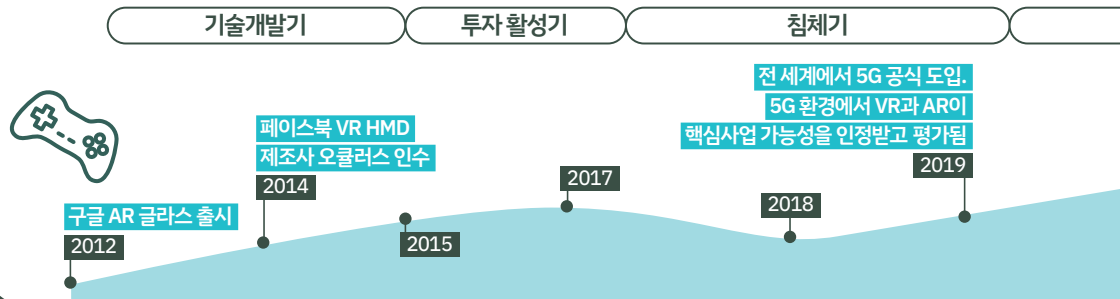 기술개발기
투자 활성기
침체기
전 세계에서 5G 공식 도입.
5G 환경에서 VR과 AR이
핵심사업 가능성을 인정받고 평가됨
2019
페이스북 VR HMD
제조사 오큘러스 인수
2014
2017
2018
구글 AR 글라스 출시
2012
2015